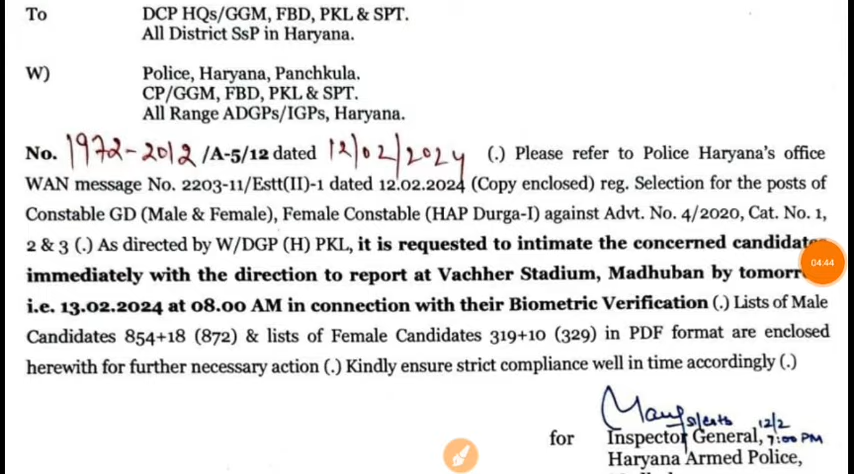 To DCP HQs/GGM, FBD, PKL & SPT.
All District SsP in Haryana.
W) Police, Haryana, Panchkula.
CP/GGM, FBD, PKL & SPT.
All Range ADGPs/IGPs, Haryana.
No. 1972-2012 /A-5/12 dated 12/02/2024 (.) Please refer to Police Haryana's office
WAN message No. 2203-11/Estt(II)-1 dated 12.02.2024 (Copy enclosed) reg. Selection for the posts of
Constable GD (Male & Female), Female Constable (HAP Durga-I) against Advt. No. 4/2020, Cat. No. 1,
2 & 3 (.) As directed by W/DGP (H) PKL, it is requested to intimate the concerned candidates
04:44
immediately with the direction to report at Vachher Stadium, Madhuban by tomorr
i.e. 13.02.2024 at 08.00 AM in connection with their Biometric Verification (.) Lists of Male
Candidates 854+18 (872) & lists of Female Candidates 319+10 (329) in PDF format are enclosed
herewith for further necessary action (.) Kindly ensure strict compliance well in time accordingly (.)
12/2
for Inspector General, 7:00 PM
Haryana Armed Police,